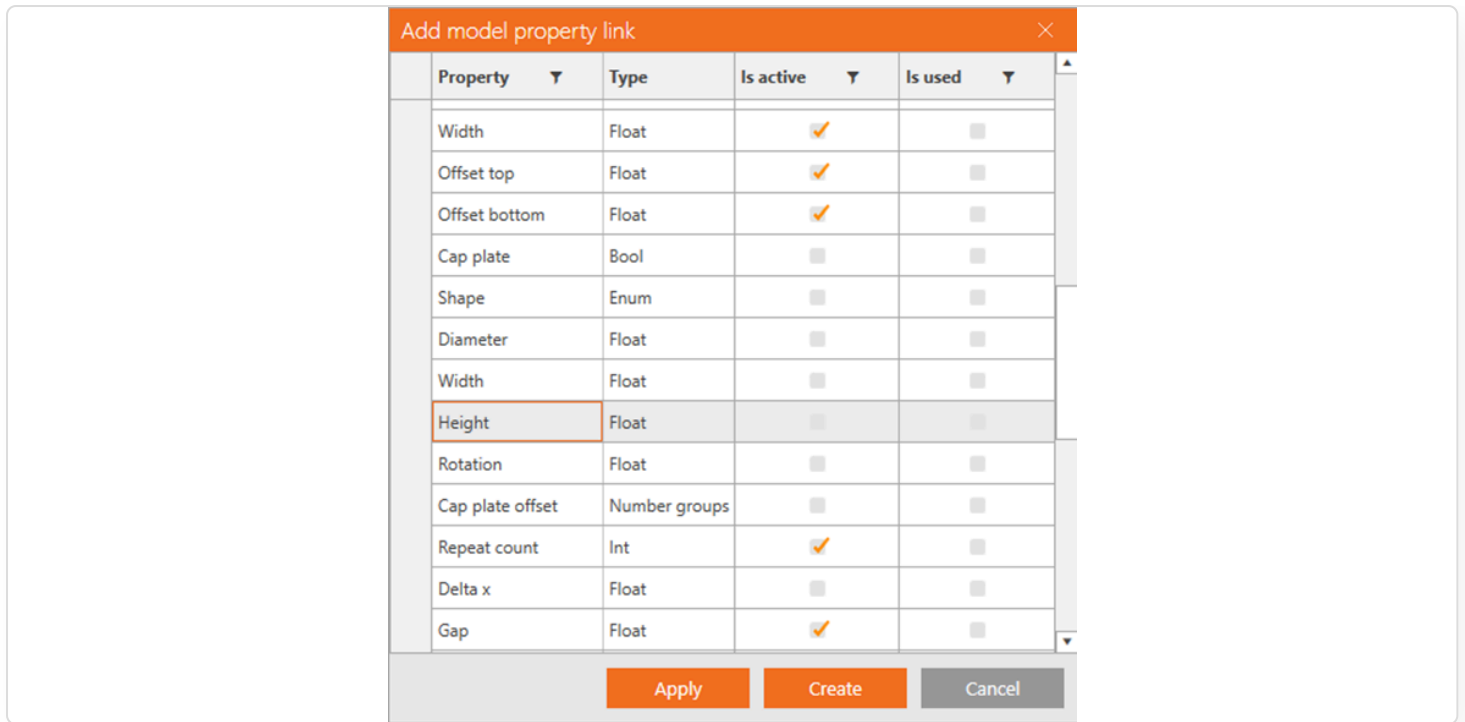 Add model property link
Property Type Is active Is used
Width Float
Offset top Float
Offset bottom Float
Cap plate Bool
Shape Enum
Diameter Float
Width Float
Height Float
Rotation Float
Cap plate offset Number groups
Repeat count Int
Delta x Float
Gap Float
Apply Create Cancel